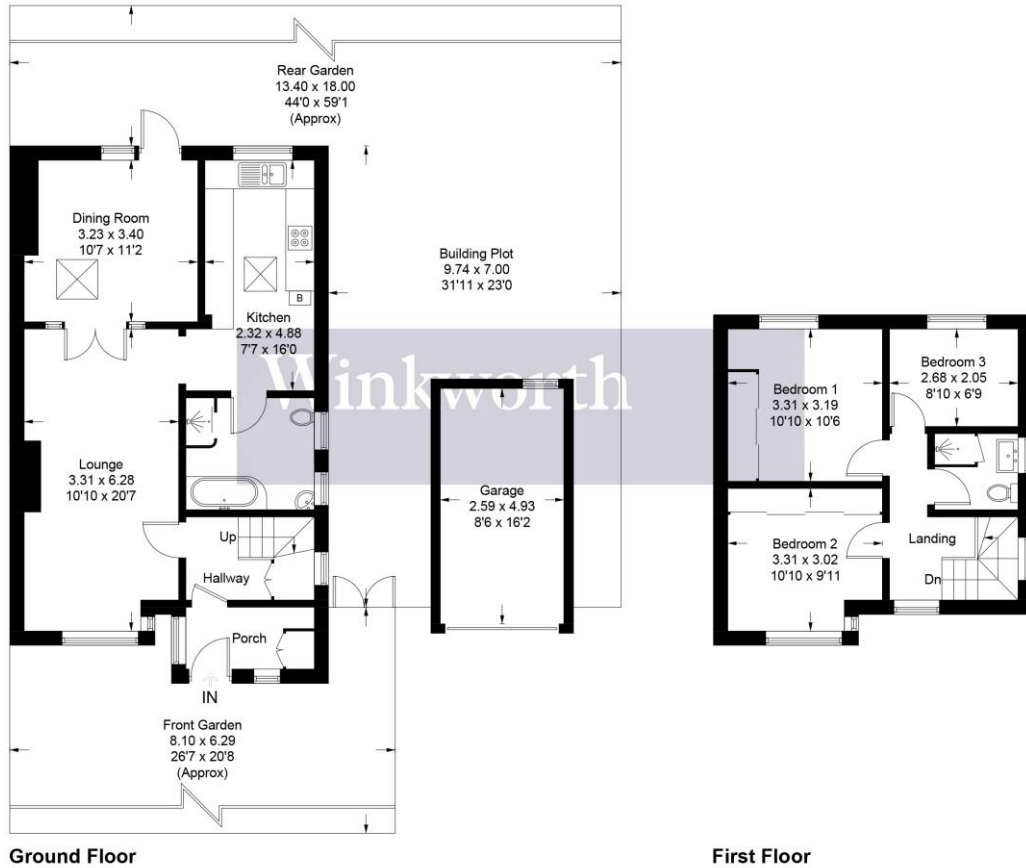 Rear Garden
13.40 x 18.00
44'0 x 59'1
(Approx)
Dining Room
3.23 x 3.40
10'7 x 11'2
Building Plot
9.74 x 7.00
31'11 x 23'0
B
Kitchen
2.32 x 4.88
7'7 x 16'0
Winkworth
Bedroom 1
3.31 x 3.19
10'10 x 10'6
Bedroom 3
2.68 x 2.05
8'10 x 6'9
Lounge
3.31 x 6.28
10'10 x 20'7
Garage
2.59 x 4.93
8'6 x 16'2
Up
Hallway
Bedroom 2
3.31 x 3.02
10'10 x 9'11
Landing
Dn
Porch
IN
Front Garden
8.10 x 6.29
26'7 x 20'8
(Approx)
Ground Floor
First Floor